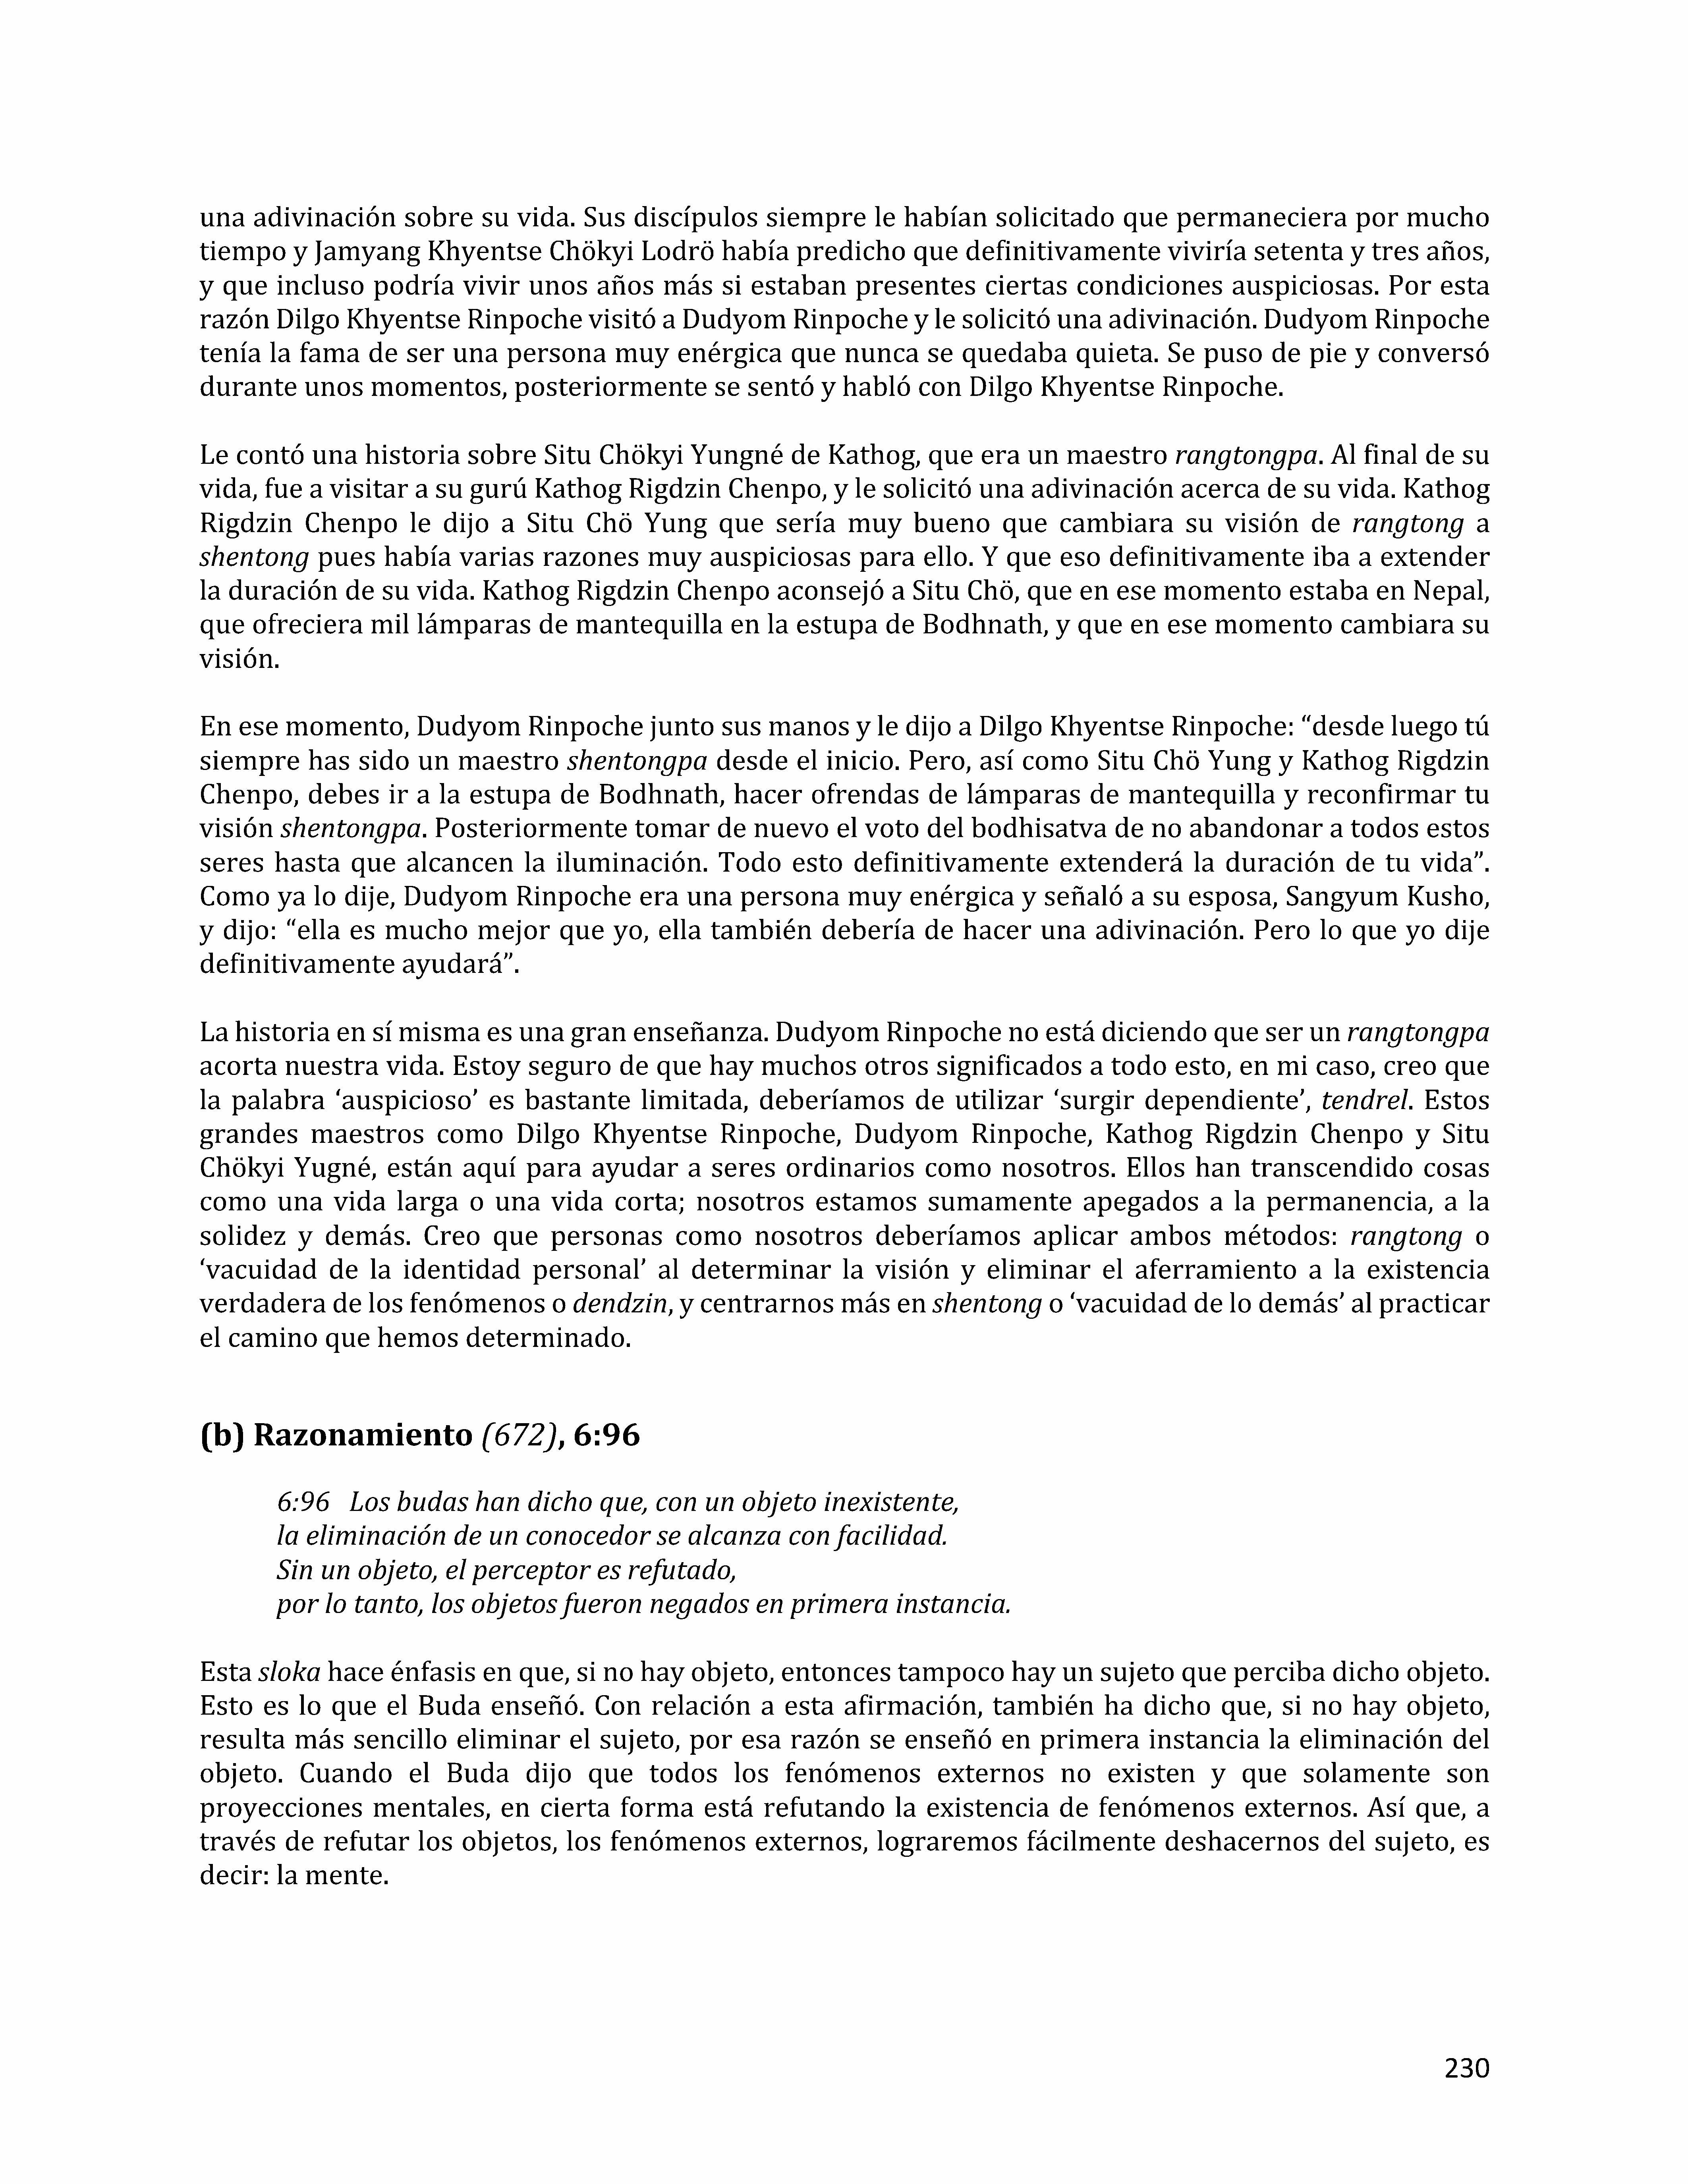 una adivinación sobre su vida. Sus discípulos siempre le habían solicitado que permaneciera por mucho
tiempo y Jamyang Khyentse Chökyi Lodrö había predicho que definitivamente viviría setenta y tres años,
y que incluso podría vivir unos años más si estaban presentes ciertas condiciones auspiciosas. Por esta
razón Dilgo Khyentse Rinpoche visitó a Dudyom Rinpoche y le solicitó una adivinación. Dudyom Rinpoche
tenía la fama de ser una persona muy enérgica que nunca se quedaba quieta. Se puso de pie y conversó
durante unos momentos, posteriormente se sentó y habló con Dilgo Khyentse Rinpoche.
Le contó una historia sobre Situ Chökyi Yungné de Kathog, que era un maestro rangtongpa. Al final de su
vida, fue a visitar a su gurú Kathog Rigdzin Chenpo, y le solicitó una adivinación acerca de su vida. Kathog
Rigdzin Chenpo le dijo a Situ Chö Yung que sería muy bueno que cambiara su visión de rangtong a
shentong pues había varias razones muy auspiciosas para ello. Y que eso definitivamente iba a extender
la duración de su vida. Kathog Rigdzin Chenpo aconsejó a Situ Chö, que en ese momento estaba en Nepal,
que ofreciera mil lámparas de mantequilla en la estupa de Bodhnath, y que en ese momento cambiara su
visión.
En ese momento, Dudyom Rinpoche junto sus manos y le dijo a Dilgo Khyentse Rinpoche: “desde luego tú
siempre has sido un maestro shentongpa desde el inicio. Pero, así como Situ Chö Yung y Kathog Rigdzin
Chenpo, debes ir a la estupa de Bodhnath, hacer ofrendas de lámparas de mantequilla y reconfirmar tu
visión shentongpa. Posteriormente tomar de nuevo el voto del bodhisatva de no abandonar a todos estos
seres hasta que alcancen la iluminación. Todo esto definitivamente extenderá la duración de tu vida”.
Como ya lo dije, Dudyom Rinpoche era una persona muy enérgica y señaló a su esposa, Sangyum Kusho,
y dijo: “ella es mucho mejor que yo, ella también debería de hacer una adivinación. Pero lo que yo dije
definitivamente ayudará”.
La historia en sí misma es una gran enseñanza. Dudyom Rinpoche no está diciendo que ser un rangtongpa
acorta nuestra vida. Estoy seguro de que hay muchos otros significados a todo esto, en mi caso, creo que
la palabra ‘auspicioso’ es bastante limitada, deberíamos de utilizar ‘surgir dependiente’, tendrel. Estos
grandes maestros como Dilgo Khyentse Rinpoche, Dudyom Rinpoche, Kathog Rigdzin Chenpo y Situ
Chökyi Yugné, están aquí para ayudar a seres ordinarios como nosotros. Ellos han transcendido cosas
como una vida larga o una vida corta; nosotros estamos sumamente apegados a la permanencia, a la
solidez y demás. Creo que personas como nosotros deberíamos aplicar ambos métodos: rangtong o
‘vacuidad de la identidad personal’ al determinar la visión y eliminar el aferramiento a la existencia
verdadera de los fenómenos o dendzin, y centrarnos más en shentong o ‘vacuidad de lo demás’ al practicar
el camino que hemos determinado.
(b) Razonamiento (672), 6:96
6:96 Los budas han dicho que, con un objeto inexistente,
la eliminación de un conocedor se alcanza con facilidad.
Sin un objeto, el perceptor es refutado,
por lo tanto, los objetos fueron negados en primera instancia.
Esta sloka hace énfasis en que, si no hay objeto, entonces tampoco hay un sujeto que perciba dicho objeto.
Esto es lo que el Buda enseñó. Con relación a esta afirmación, también ha dicho que, si no hay objeto,
resulta más sencillo eliminar el sujeto, por esa razón se enseñó en primera instancia la eliminación del
objeto. Cuando el Buda dijo que todos los fenómenos externos no existen y que solamente son
proyecciones mentales, en cierta forma está refutando la existencia de fenómenos externos. Así que, a
través de refutar los objetos, los fenómenos externos, lograremos fácilmente deshacernos del sujeto, es
decir: la mente.
230